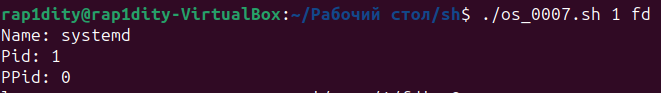 rap1dity@rap1dity-VirtualBox:~/Рабочий стол/sh$ ./os_0007.sh 1 fd
Name: systemd
Pid: 1
PPid: 0